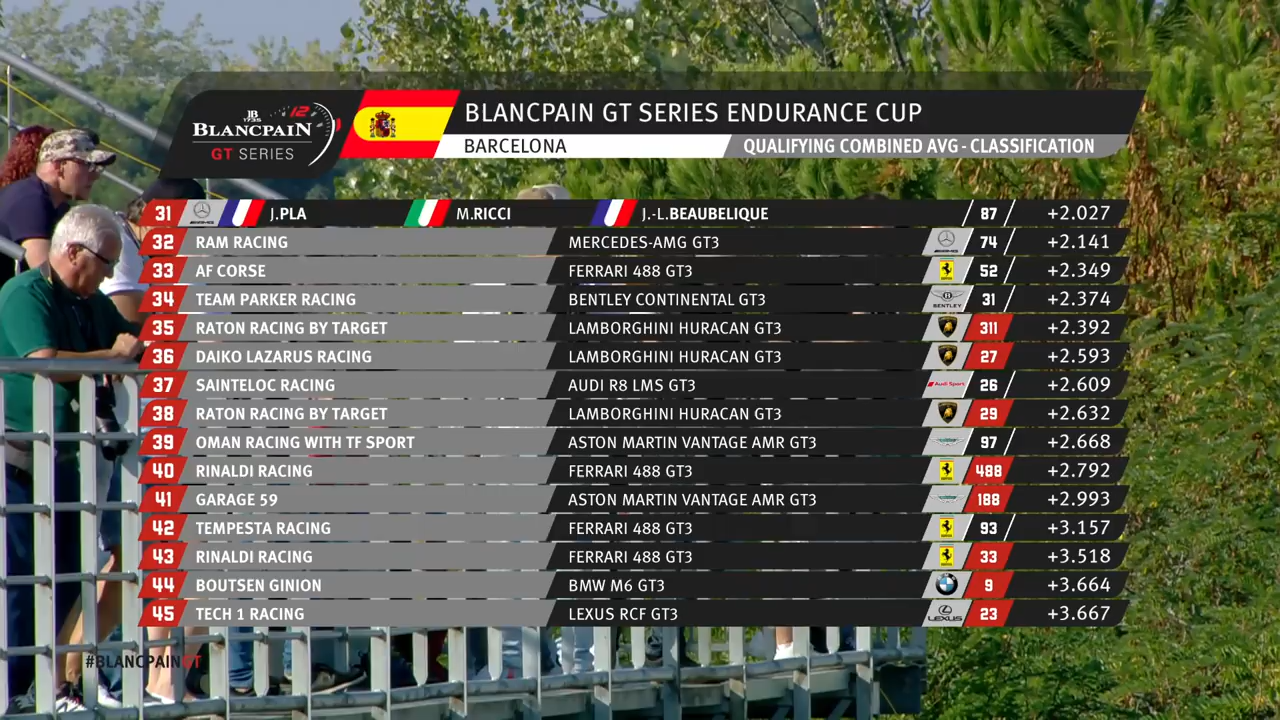 BLANCPAIN GT SERIES ENDURANCE CUP
JB
1735
12
BLANCPAIN
GT SERIES
BARCELONA
QUALIFYING COMBINED AVG - CLASSIFICATION
31 J.PLA M.RICCI J.-L.BEAUBELIQUE 87 +2.027
32 RAM RACING MERCEDES-AMG GT3 74 +2.141
33 AF CORSE FERRARI 488 GT3 52 +2.349
34 TEAM PARKER RACING BENTLEY CONTINENTAL GT3 BENTLEY 31 +2.374
35 RATON RACING BY TARGET LAMBORGHINI HURACAN GT3 311 +2.392
36 DAIKO LAZARUS RACING LAMBORGHINI HURACAN GT3 27 +2.593
37 SAINTELOC RACING AUDI R8 LMS GT3 Audi Sport 26 +2.609
38 RATON RACING BY TARGET LAMBORGHINI HURACAN GT3 29 +2.632
39 OMAN RACING WITH TF SPORT ASTON MARTIN VANTAGE AMR GT3 97 +2.668
40 RINALDI RACING FERRARI 488 GT3 488 +2.792
41 GARAGE 59 ASTON MARTIN VANTAGE AMR GT3 188 +2.993
42 TEMPESTA RACING FERRARI 488 GT3 93 +3.157
43 RINALDI RACING FERRARI 488 GT3 33 +3.518
44 BOUTSEN GINION BMW M6 GT3 9 +3.664
45 TECH 1 RACING LEXUS RCF GT3 LEXUS 23 +3.667
#BLANCPAINGT